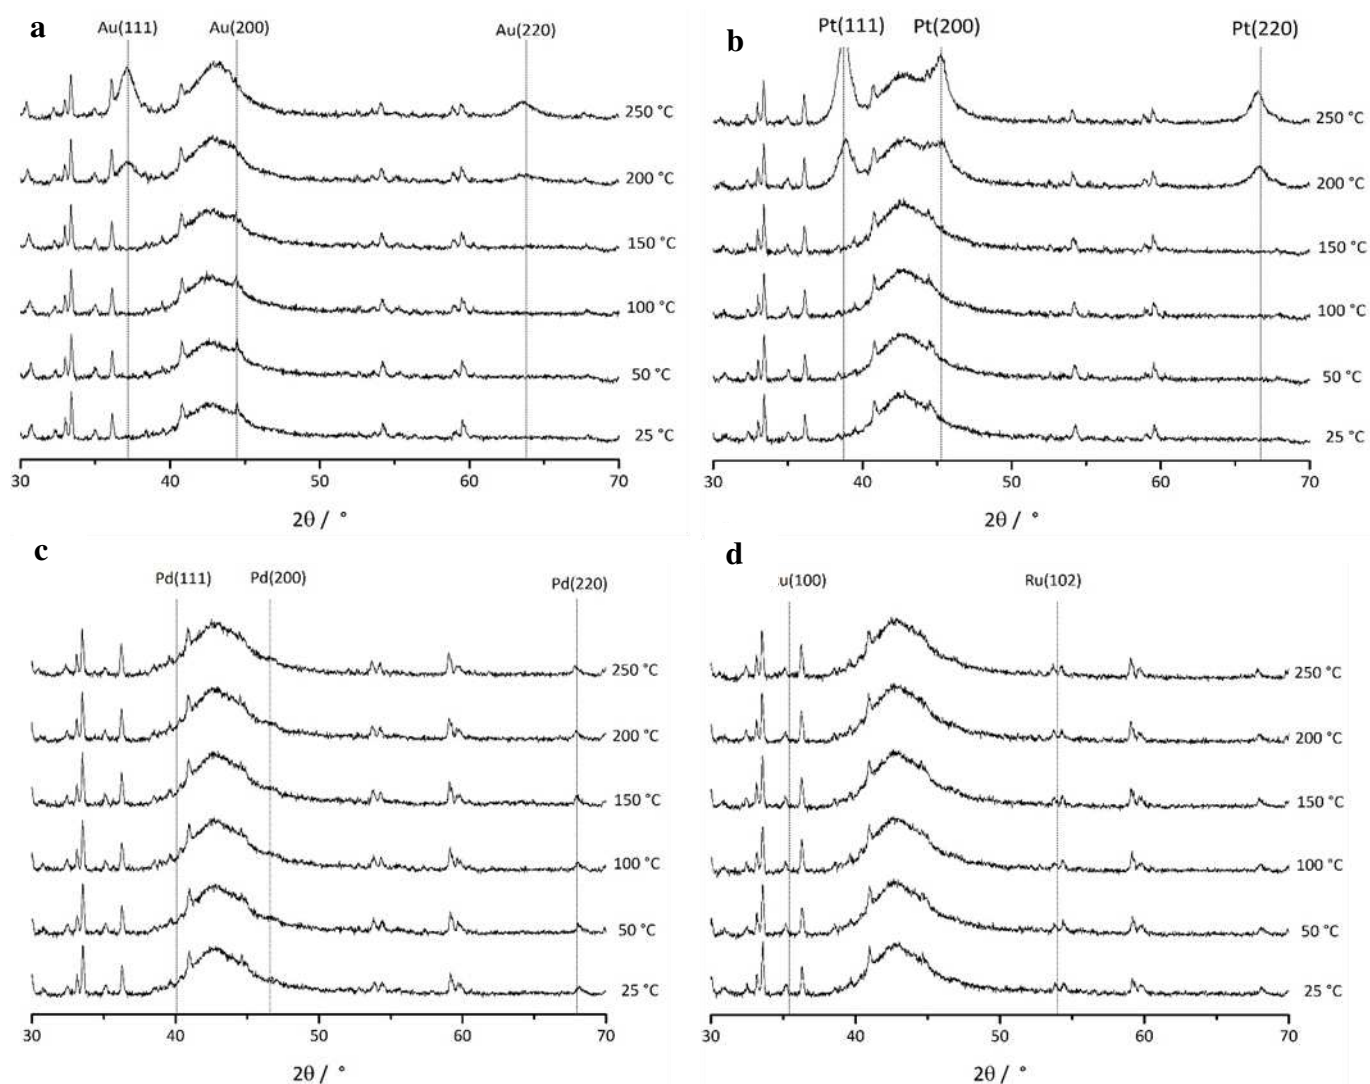 a
Au(111) Au(200) Au(220)
250 °C
200 °C
150 °C
100 °C
50 °C
25 °C
30 40 50 60 70
2θ / °
b
Pt(111) Pt(200) Pt(220)
250 °C
200 °C
150 °C
100 °C
50 °C
25 °C
30 40 50 60 70
2θ / °
c
Pd(111) Pd(200) Pd(220)
250 °C
200 °C
150 °C
100 °C
50 °C
25 °C
30 40 50 60 70
2θ / °
d
u(100) Ru(102)
250 °C
200 °C
150 °C
100 °C
50 °C
25 °C
30 40 50 60 70
2θ / °